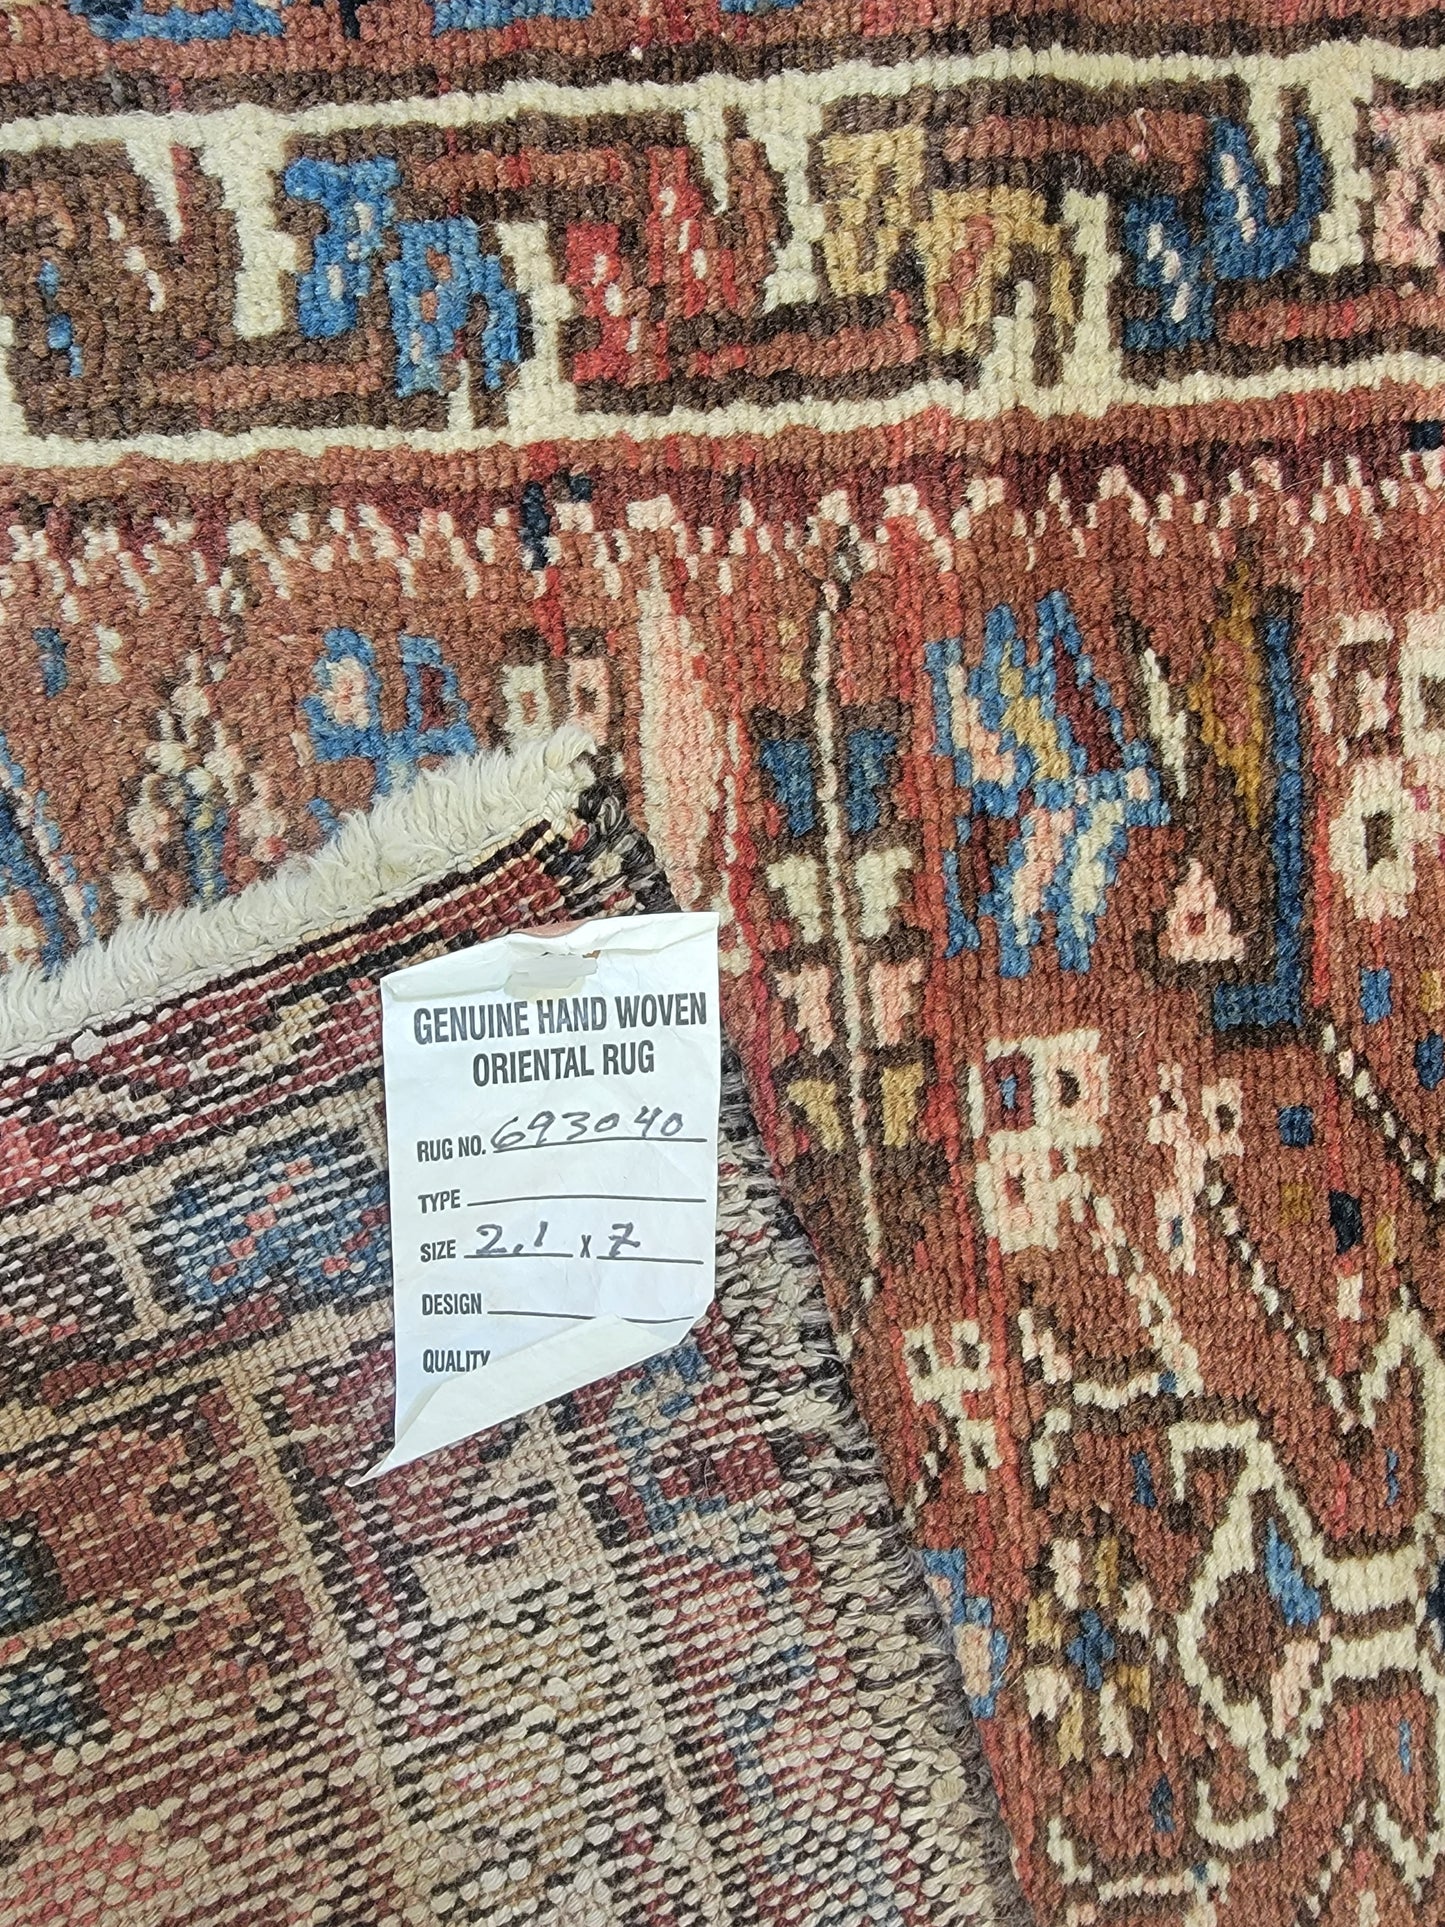 GENUINE HAND WOVEN
ORIENTAL RUG
RUG NO. 693040
TYPE
SIZE 2.1 X 7
DESIGN
QUALITY